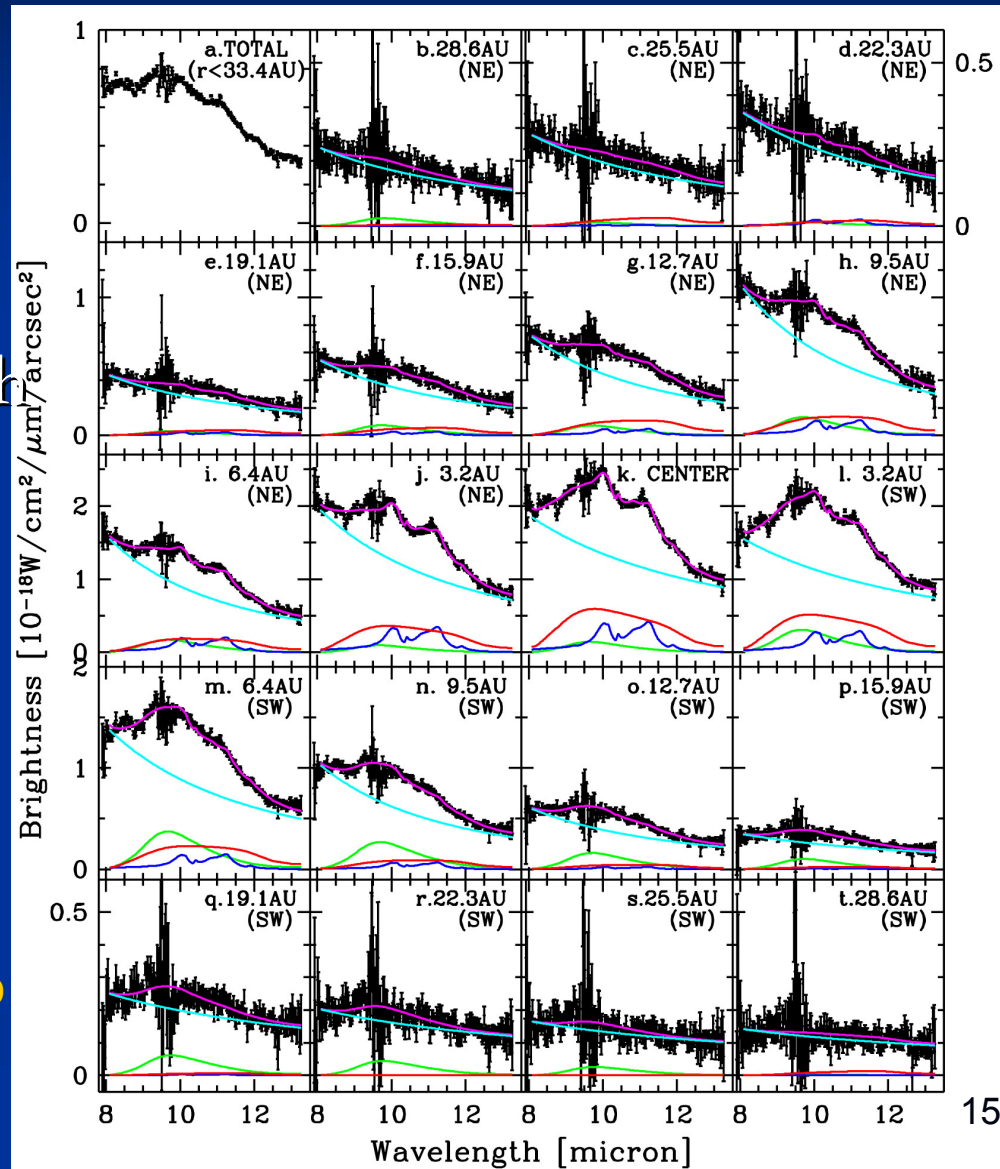 1
a.TOTAL
(r<33.4AU)
b.28.6AU
(NE)
c.25.5AU
(NE)
d.22.3AU
(NE)
0.5
0
0
e.19.1AU
(NE)
f.15.9AU
(NE)
g.12.7AU
(NE)
h. 9.5AU
(NE)
1
0
i. 6.4AU
(NE)
j. 3.2AU
(NE)
k. CENTER
l. 3.2AU
(SW)
2
1
0
m. 6.4AU
(SW)
n. 9.5AU
(SW)
o.12.7AU
(SW)
p.15.9AU
(SW)
2
1
0
q.19.1AU
(SW)
r.22.3AU
(SW)
s.25.5AU
(SW)
t.28.6AU
(SW)
0.5
0
8 10 12 8 10 12 8 10 12 8 10 12
Wavelength [micron]
Brightness [10⁻¹⁸W/cm²/μm/arcsec²]
15